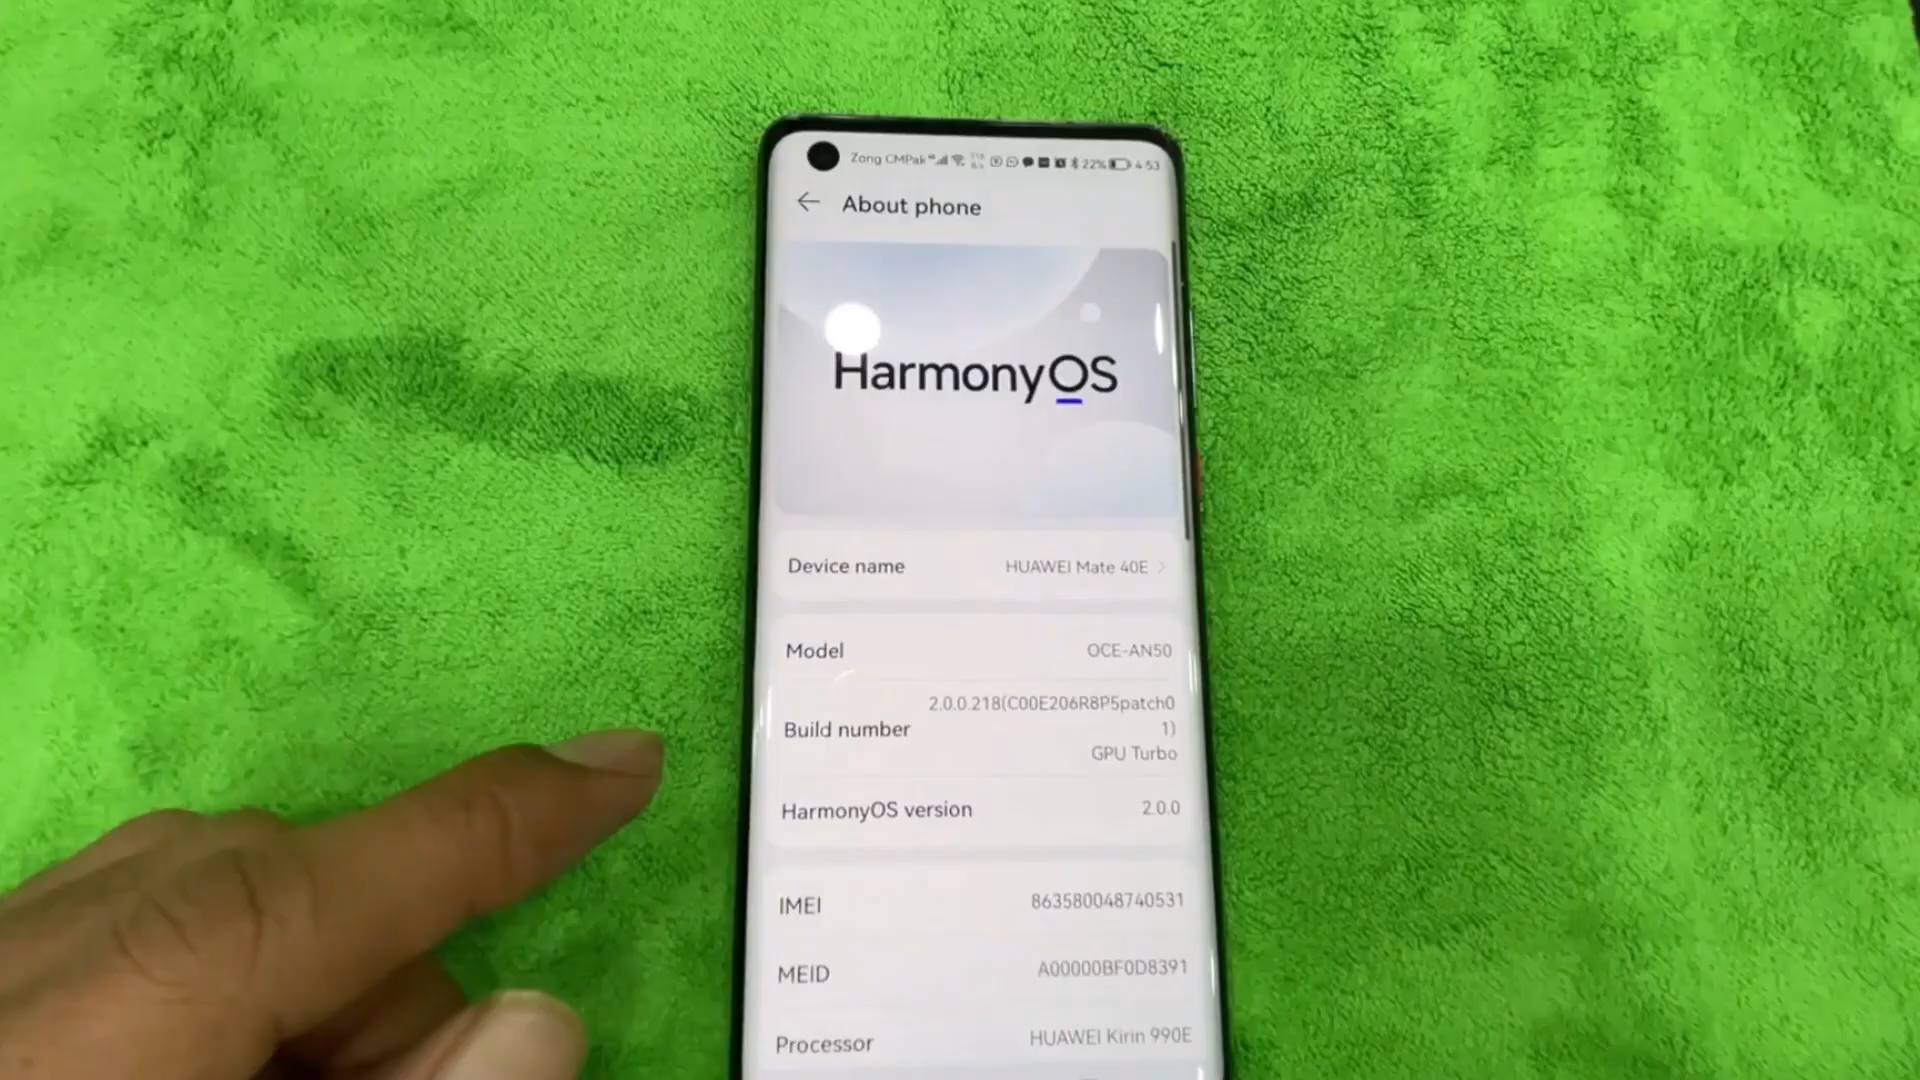 Zong CMPak 22% 4:53
About phone
HarmonyOS
Device name HUAWEI Mate 40E
Model OCE-AN50
2.0.0.218(C00E206R8P5patch0
Build number 1)
GPU Turbo
HarmonyOS version 2.0.0
IMEI 863580048740531
MEID A00000BF0D8391
Processor HUAWEI Kirin 990E